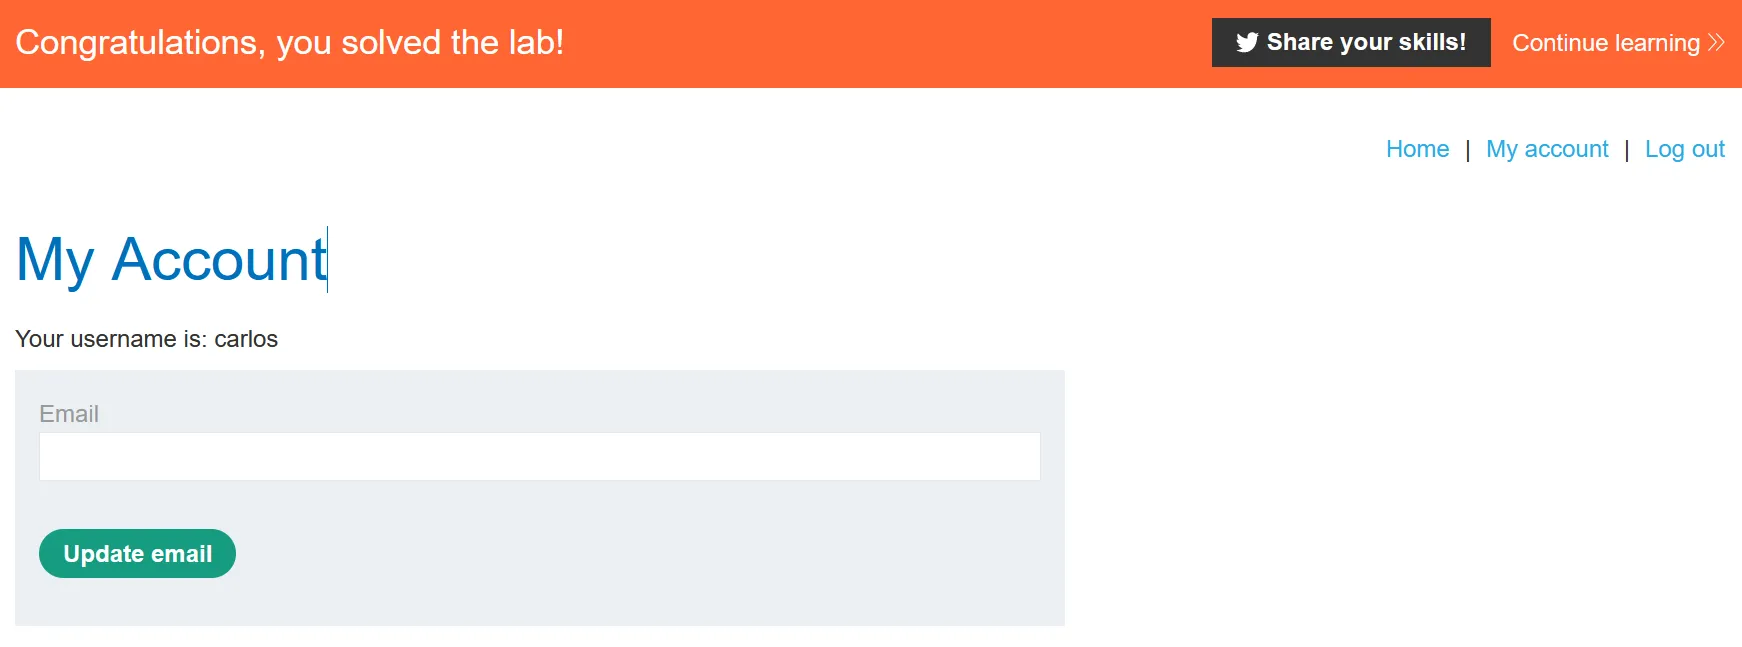 Congratulations, you solved the lab!
Share your skills!
Continue learning
Home | My account | Log out
My Account
Your username is: carlos
Email
Update email